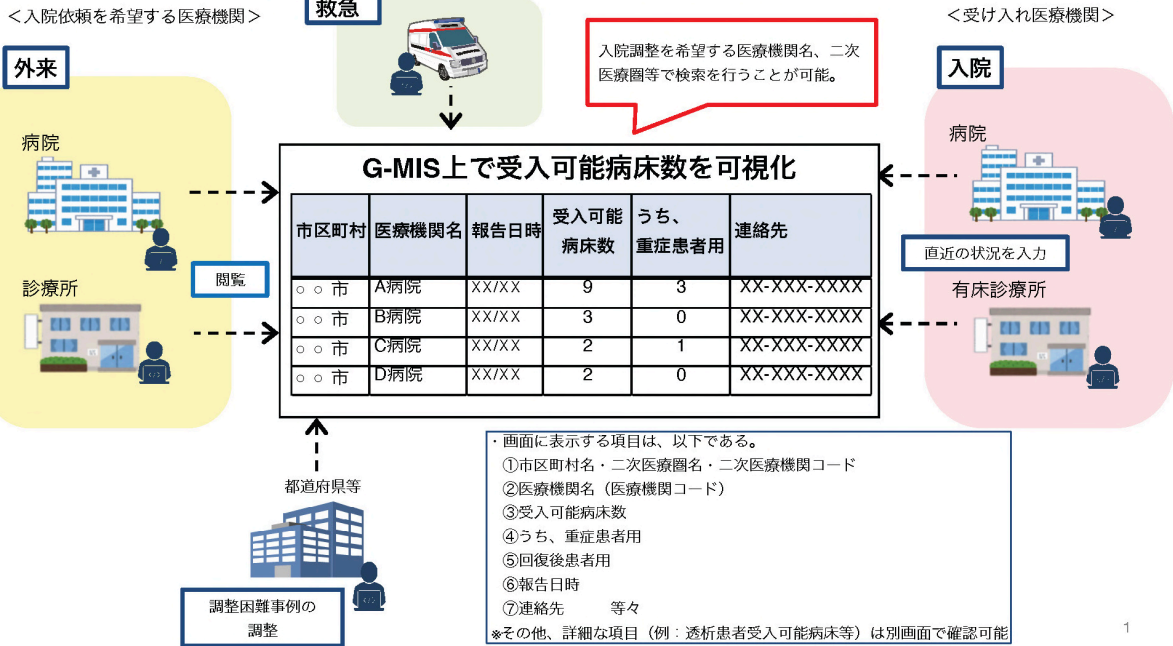 ＜入院依頼を希望する医療機関＞
救急
＜受け入れ医療機関＞
外来
入院調整を希望する医療機関名、二次
医療圏等で検索を行うことが可能。
入院
病院
病院
G-MIS上で受入可能病床数を可視化
市区町村 医療機関名 報告日時 受入可能病床数 うち、重症患者用 連絡先
○○市 A病院 XX/XX 9 3 XX-XXX-XXXX
○○市 B病院 XX/XX 3 0 XX-XXX-XXXX
○○市 C病院 XX/XX 2 1 XX-XXX-XXXX
○○市 D病院 XX/XX 2 0 XX-XXX-XXXX
閲覧
診療所
直近の状況を入力
有床診療所
都道府県等
調整困難事例の
調整
・画面に表示する項目は、以下である。
①市区町村名・二次医療圏名・二次医療機関コード
②医療機関名（医療機関コード）
③受入可能病床数
④うち、重症患者用
⑤回復後患者用
⑥報告日時
⑦連絡先　　等々
※その他、詳細な項目（例：透析患者受入可能病床等）は別画面で確認可能
1